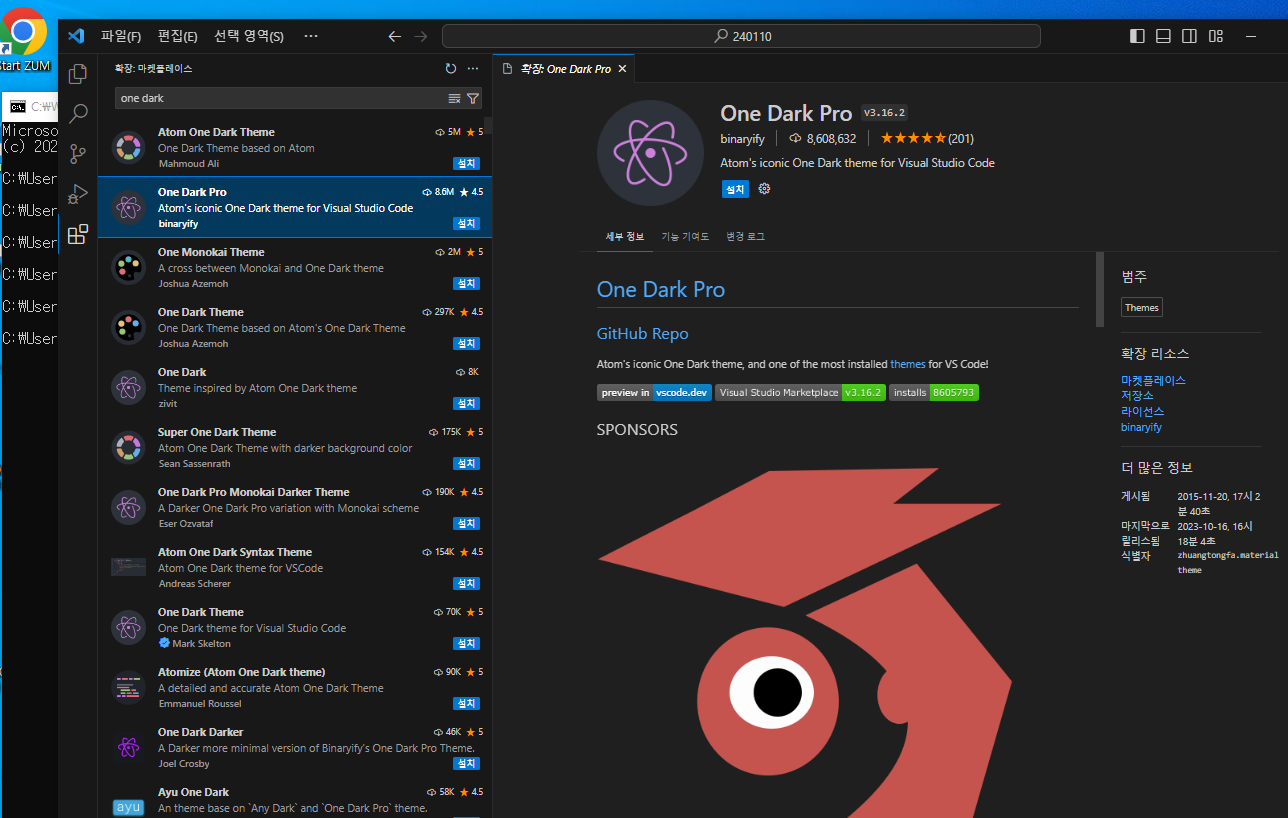 파일(F) 편집(E) 선택 영역(S) ···
240110
Start ZUM
C:￦W
Microso
(c) 202
C:￦User
C:￦User
C:￦User
C:￦User
C:￦User
C:￦User
확장: 마켓플레이스
one dark
Atom One Dark Theme 5M ★ 5
One Dark Theme based on Atom
Mahmoud Ali 설치
One Dark Pro 8.6M ★ 4.5
Atom's iconic One Dark theme for Visual Studio Code
binaryify 설치
One Monokai Theme 2M ★ 5
A cross between Monokai and One Dark theme
Joshua Azemoh 설치
One Dark Theme 297K ★ 4.5
One Dark Theme based on Atom's One Dark Theme
Joshua Azemoh 설치
One Dark 8K
Theme inspired by Atom One Dark theme
zivit 설치
Super One Dark Theme 175K ★ 5
Atom One Dark Theme with darker background color
Sean Sassenrath 설치
One Dark Pro Monokai Darker Theme 190K ★ 4.5
A Darker One Dark Pro variation with Monokai scheme
Eser Ozvataf 설치
Atom One Dark Syntax Theme 154K ★ 4.5
Atom One Dark theme for VSCode
Andreas Scherer 설치
One Dark Theme 70K ★ 5
One Dark theme for Visual Studio Code
Mark Skelton 설치
Atomize (Atom One Dark theme) 90K ★ 5
A detailed and accurate Atom One Dark Theme
Emmanuel Roussel 설치
One Dark Darker 46K ★ 5
A Darker more minimal version of Binaryify's One Dark Pro Theme.
Joel Crosby 설치
ayu
Ayu One Dark 58K ★ 4.5
An theme base on `Any Dark` and `One Dark Pro` theme.
확장: One Dark Pro
One Dark Pro v3.16.2
binaryify 8,608,632 (201)
Atom's iconic One Dark theme for Visual Studio Code
설치
세부 정보 기능 기여도 변경 로그
One Dark Pro
GitHub Repo
Atom's iconic One Dark theme, and one of the most installed themes for VS Code!
preview in vscode.dev Visual Studio Marketplace v3.16.2 installs 8605793
SPONSORS
범주
Themes
확장 리소스
마켓플레이스
저장소
라이선스
binaryify
더 많은 정보
게시됨 2015-11-20, 17시 2
분 40초
마지막으로 2023-10-16, 16시
릴리스됨 18분 4초
식별자 zhuangtongfa.material
theme